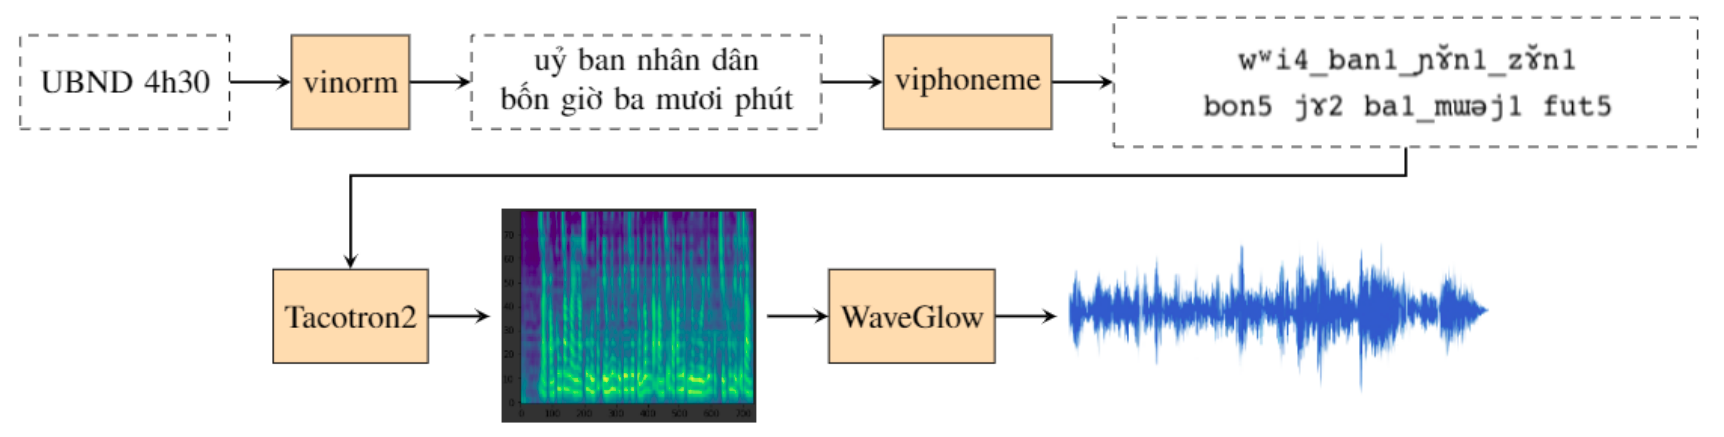 UBND 4h30
vinorm
uỷ ban nhân dân
bốn giờ ba mươi phút
viphoneme
wʷi4_ban1_ɲɤ̆n1_zɤ̆n1
bon5 jɤ2 ba1_mɯəj1 fut5
Tacotron2
70
60
50
40
30
20
10
0
0 100 200 300 400 500 600 700
WaveGlow